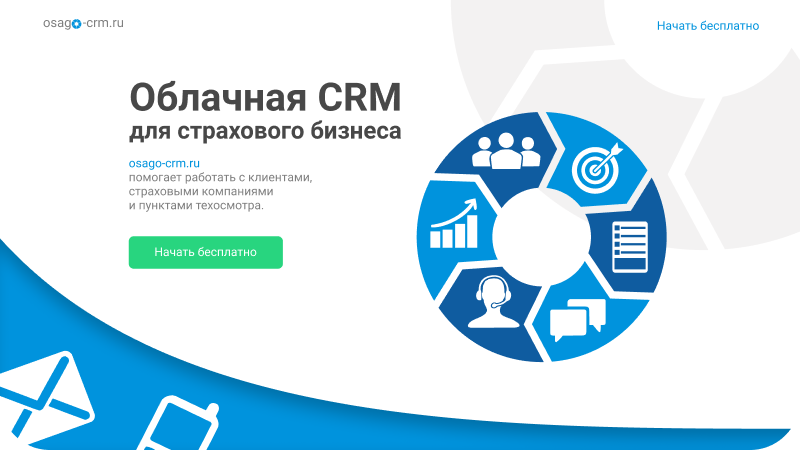 osago-crm.ru
Начать бесплатно
Облачная CRM
для страхового бизнеса
osago-crm.ru
помогает работать с клиентами,
страховыми компаниями
и пунктами техосмотра.
Начать бесплатно